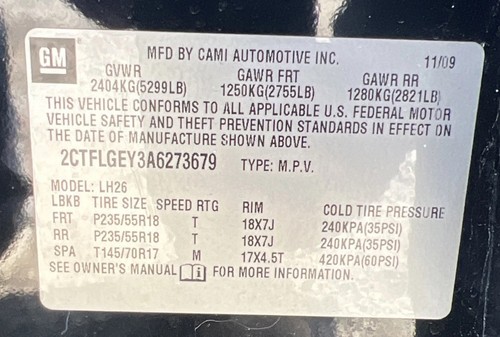 GM
MFD BY CAMI AUTOMOTIVE INC. 11/09
GVWR GAWR FRT GAWR RR
2404KG(5299LB) 1250KG(2755LB) 1280KG(2821LB)
THIS VEHICLE CONFORMS TO ALL APPLICABLE U.S. FEDERAL MOTOR
VEHICLE SAFETY AND THEFT PREVENTION STANDARDS IN EFFECT ON
THE DATE OF MANUFACTURE SHOWN ABOVE.
2CTFLGEY3A6273679 TYPE: M.P.V.
MODEL: LH26
LBKB TIRE SIZE SPEED RTG RIM COLD TIRE PRESSURE
FRT P235/55R18 T 18X7J 240KPA(35PSI)
RR P235/55R18 T 18X7J 240KPA(35PSI)
SPA T145/70R17 M 17X4.5T 420KPA(60PSI)
SEE OWNER'S MANUAL i FOR MORE INFORMATION.